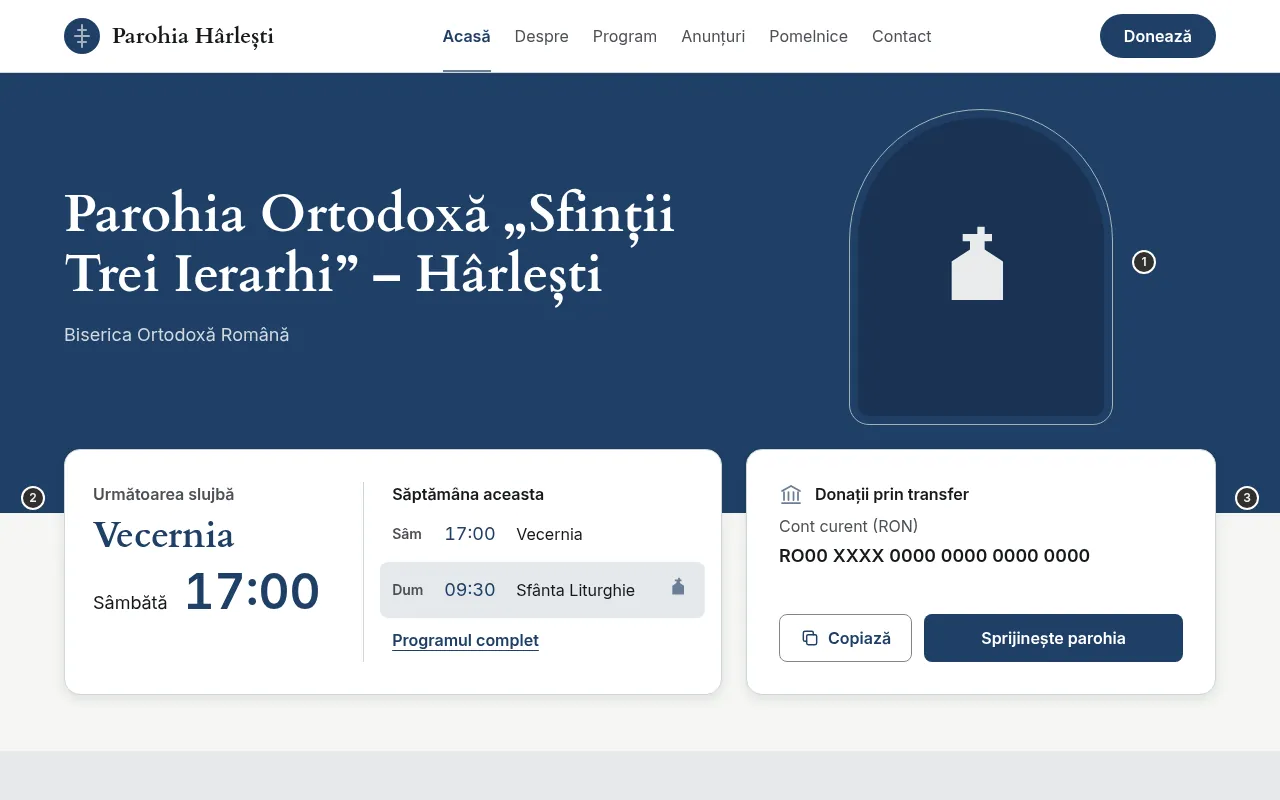 Parohia Hârlești
Acasă Despre Program Anunțuri Pomelnice Contact
Donează
Parohia Ortodoxă „Sfinții
Trei Ierarhi” – Hârlești
Biserica Ortodoxă Română
1
2
Următoarea slujbă
Vecernia
Sâmbătă 17:00
Săptămâna aceasta
Sâm 17:00 Vecernia
Dum 09:30 Sfânta Liturghie
Programul complet
Donații prin transfer
Cont curent (RON)
RO00 XXXX 0000 0000 0000 0000
Copiază
Sprijinește parohia
3